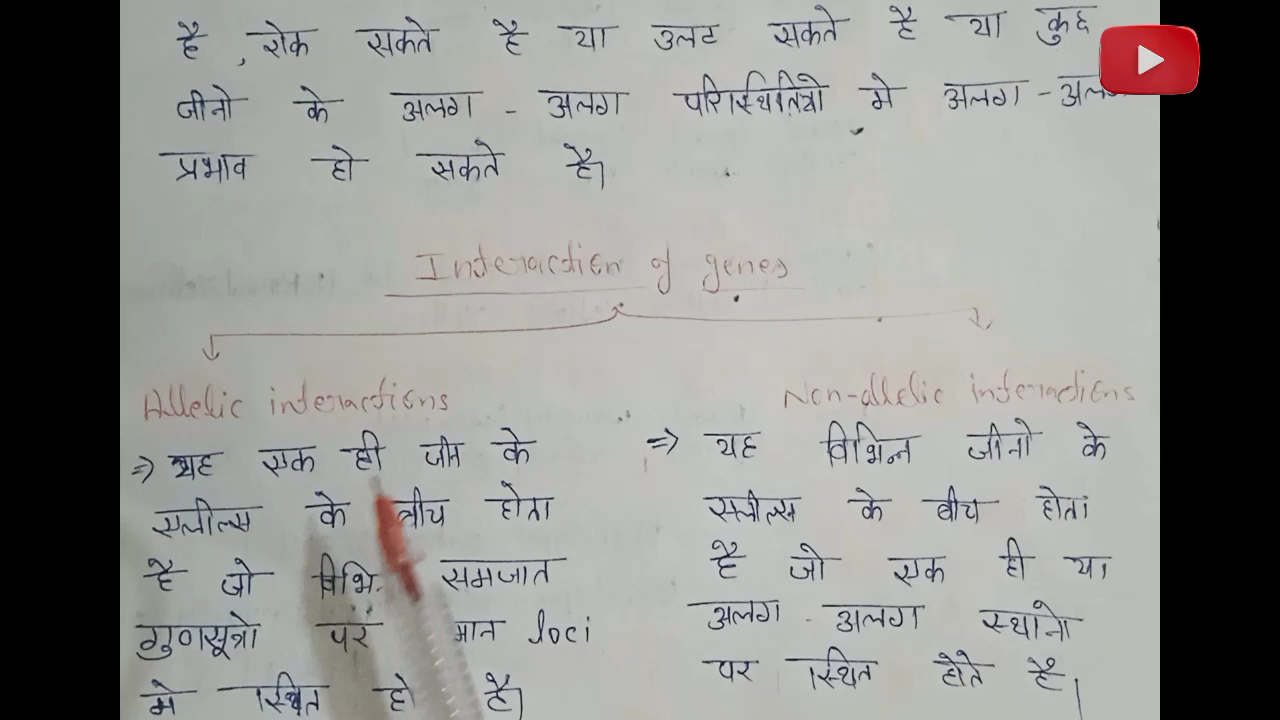 है, रोक सकते है या उलट सकते है या कुछ
जीनो के अलग - अलग परिस्थितियो मे अलग -
प्रभाव हो सकते है।
Interaction of genes
Allelic interactions
⇒ यह एक ही जीन के
एलील्स के बीच होता
है जो समजात
गुणसूत्रो पर loci
मे स्थित हो है।
Non-allelic interactions
⇒ यह विभिन्न जीनो के
एलील्स के बीच होता
है जो एक ही या
अलग - अलग स्थानो
पर स्थित होते है।